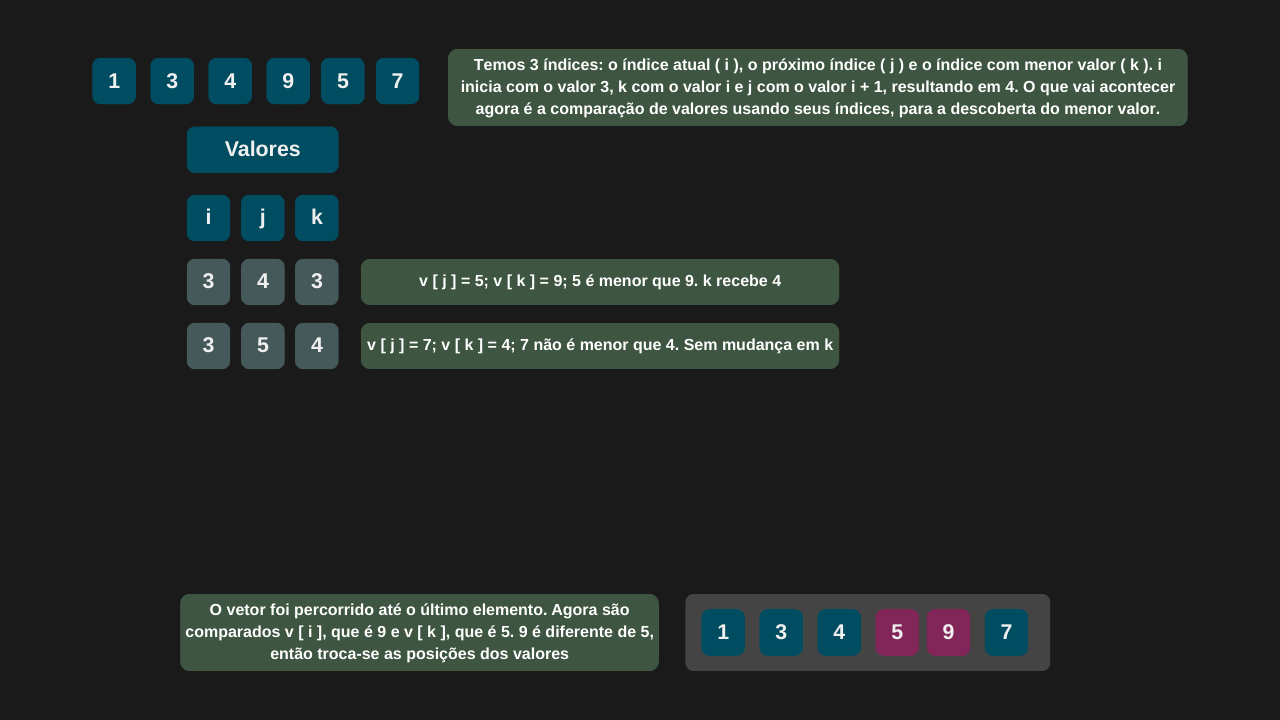 1 3 4 9 5 7
Temos 3 índices: o índice atual ( i ), o próximo índice ( j ) e o índice com menor valor ( k ). i
inicia com o valor 3, k com o valor i e j com o valor i + 1, resultando em 4. O que vai acontecer
agora é a comparação de valores usando seus índices, para a descoberta do menor valor.
Valores
i j k
3 4 3
v [ j ] = 5; v [ k ] = 9; 5 é menor que 9. k recebe 4
3 5 4
v [ j ] = 7; v [ k ] = 4; 7 não é menor que 4. Sem mudança em k
O vetor foi percorrido até o último elemento. Agora são
comparados v [ i ], que é 9 e v [ k ], que é 5. 9 é diferente de 5,
então troca-se as posições dos valores
1 3 4 5 9 7